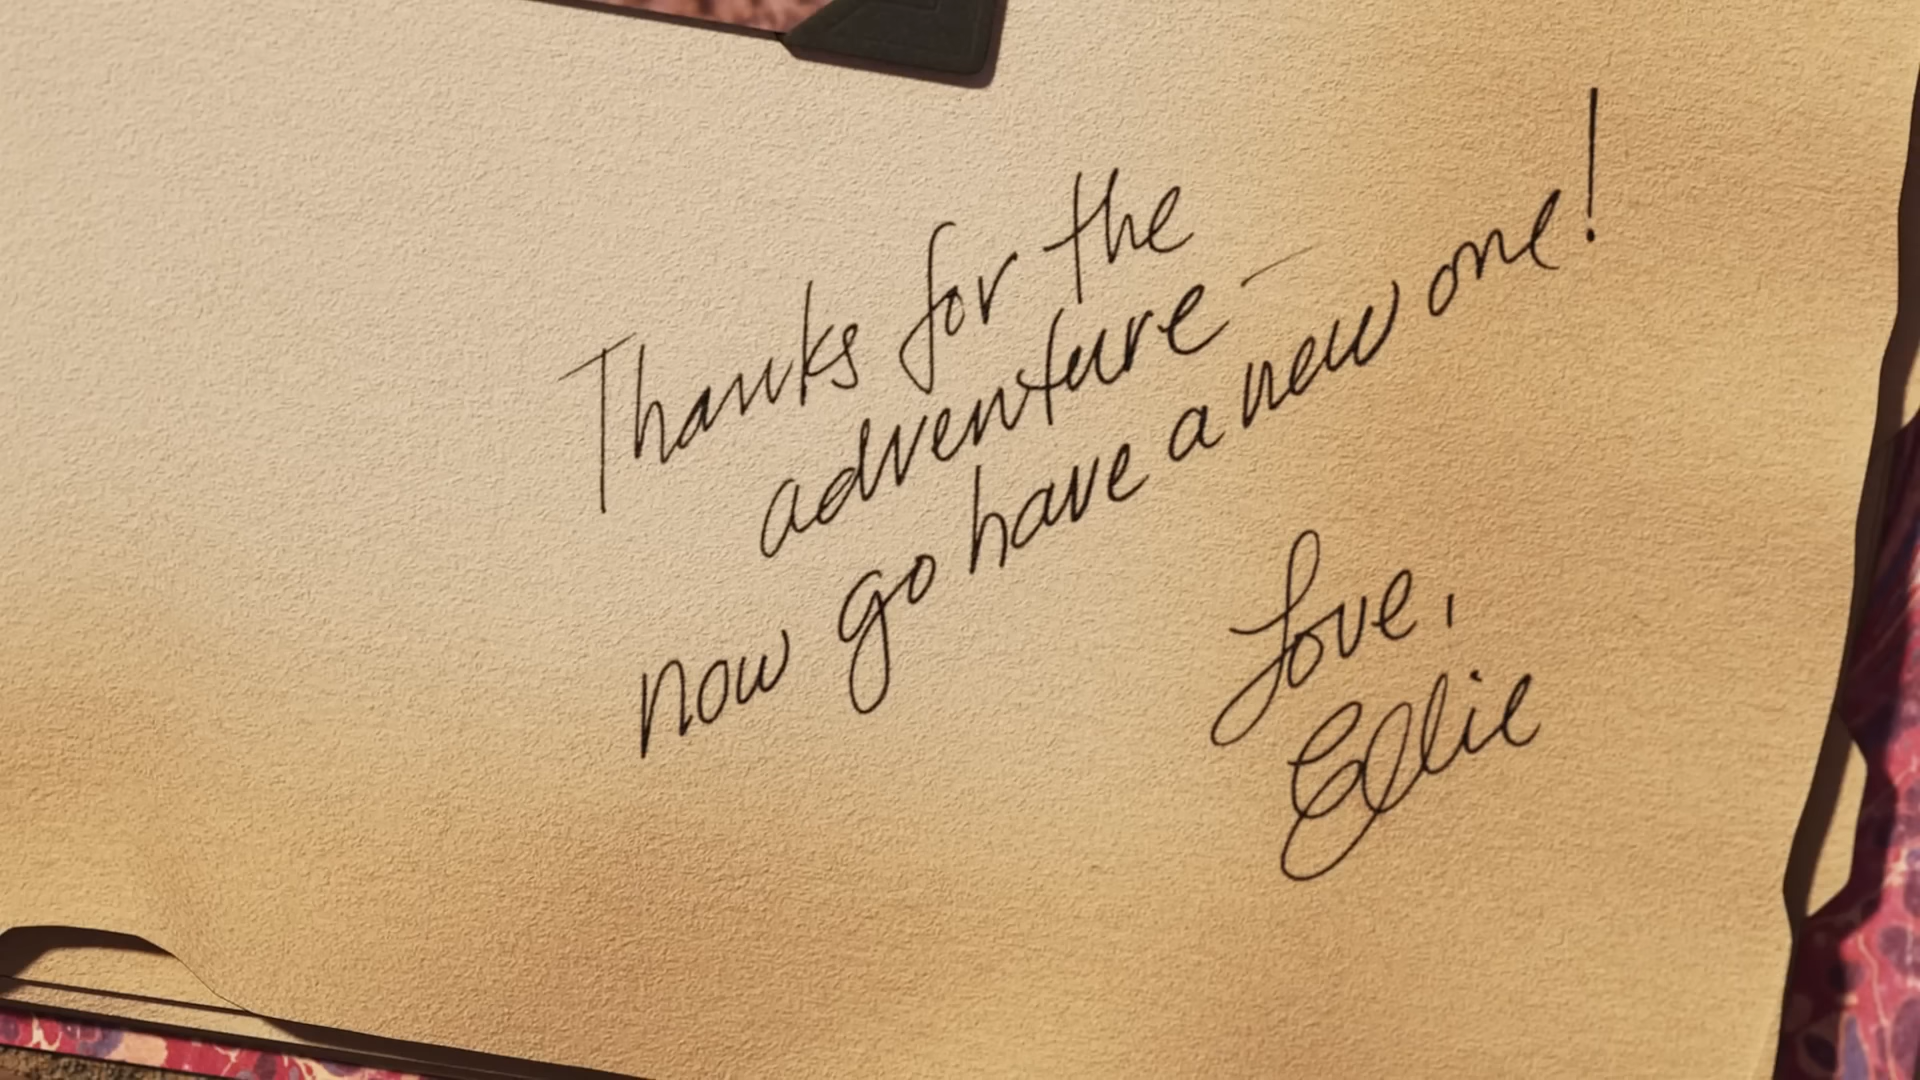 Thanks for the
adventure —
now go have a new one!
Love,
Ellie